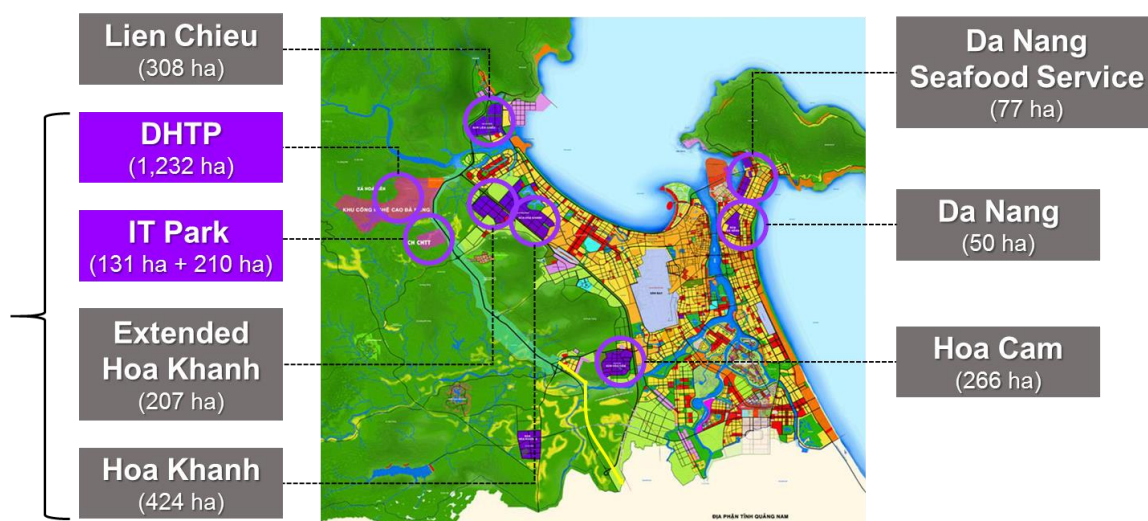 Lien Chieu
(308 ha)
DHTP
(1,232 ha)
IT Park
(131 ha + 210 ha)
Extended
Hoa Khanh
(207 ha)
Hoa Khanh
(424 ha)
Da Nang
Seafood Service
(77 ha)
Da Nang
(50 ha)
Hoa Cam
(266 ha)
ĐỊA PHẬN TỈNH QUẢNG NAM